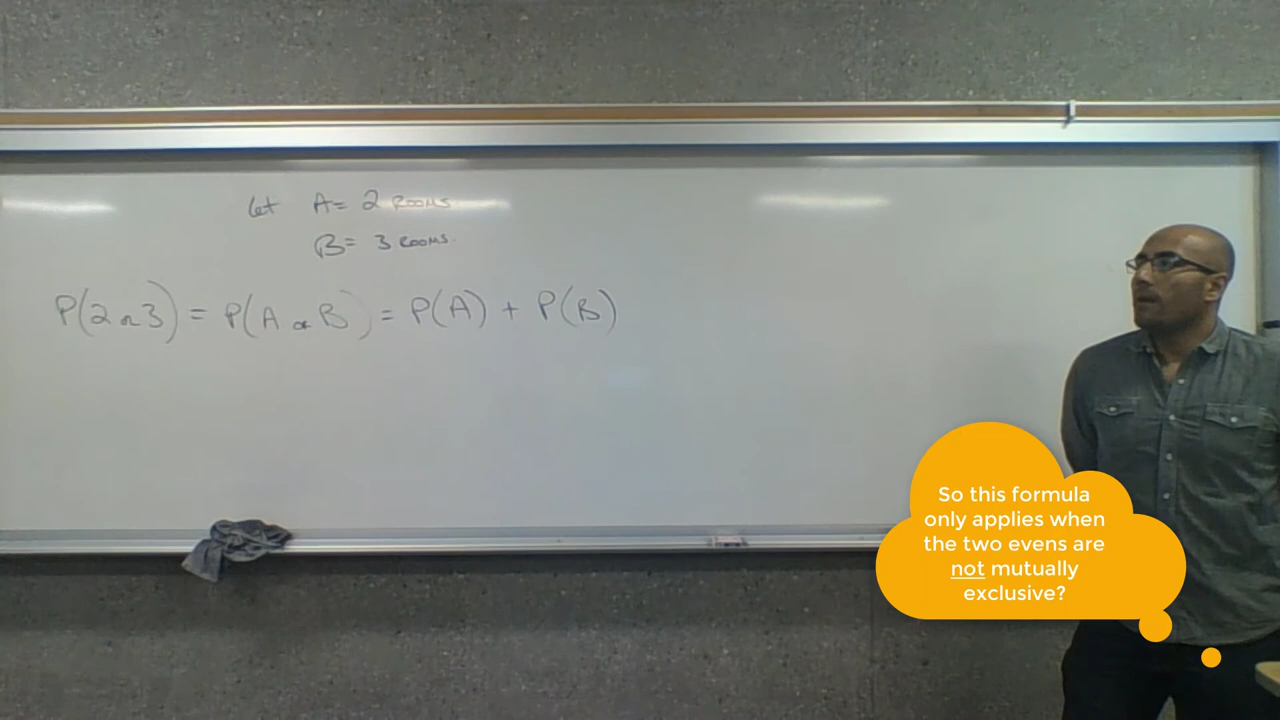 Let A = 2 ROOMS
B = 3 ROOMS.
P(2 or 3) = P(A or B) = P(A) + P(B)
So this formula
only applies when
the two evens are
not mutually
exclusive?